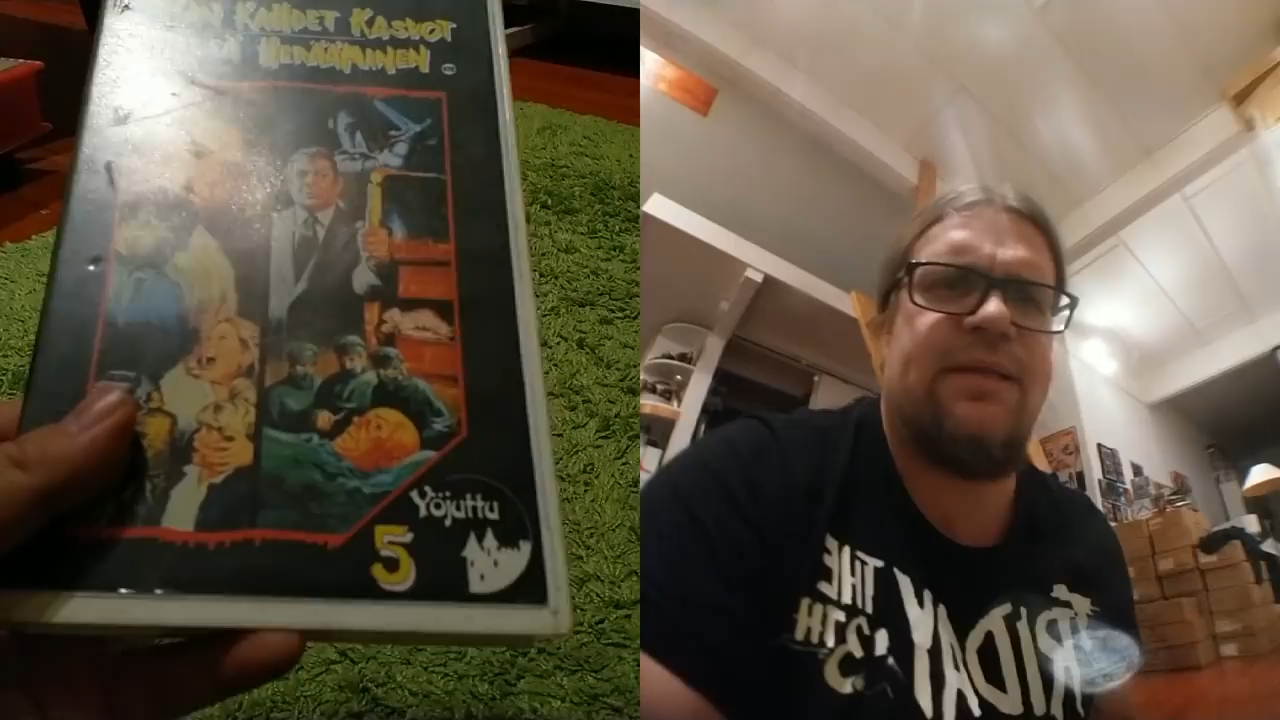 KAHDET KASVOT
HERÄÄMINEN
Yöjuttu
5
FRIDAY
THE
13TH